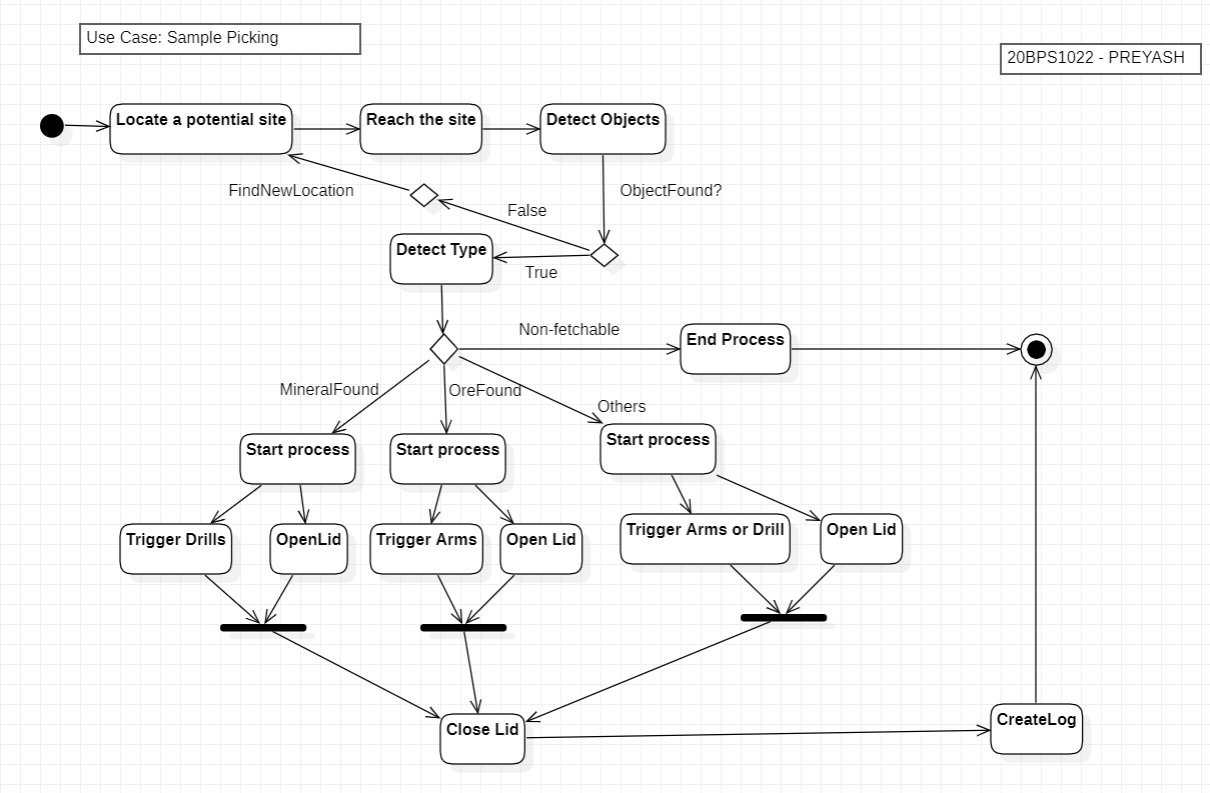 Use Case: Sample Picking
20BPS1022 - PREYASH
Locate a potential site
Reach the site
Detect Objects
FindNewLocation
ObjectFound?
False
Detect Type
True
Non-fetchable
End Process
MineralFound
OreFound
Others
Start process
Start process
Start process
Trigger Drills
OpenLid
Trigger Arms
Open Lid
Trigger Arms or Drill
Open Lid
Close Lid
CreateLog